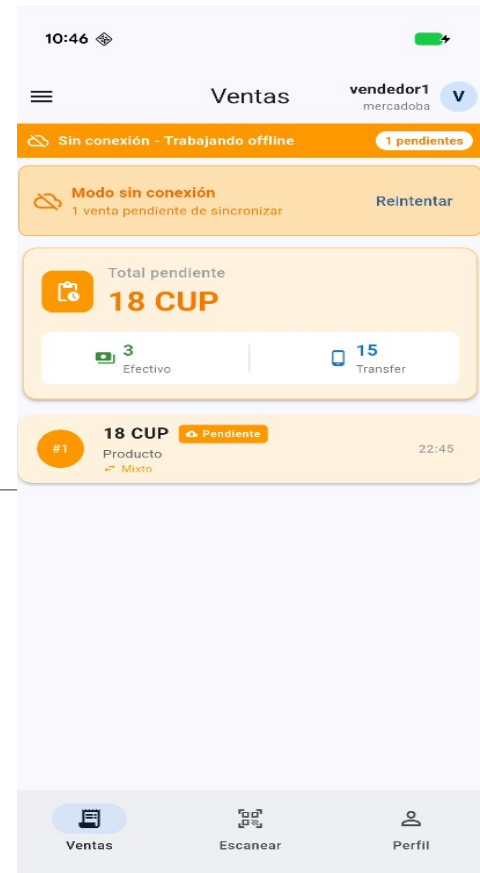 10:46
Ventas
vendedor1
mercadoba
V
Sin conexión - Trabajando offline
1 pendientes
Modo sin conexión
1 venta pendiente de sincronizar
Reintentar
Total pendiente
18 CUP
3
Efectivo
15
Transfer
#1
18 CUP
Pendiente
Producto
Mixto
22:45
Ventas
Escanear
Perfil